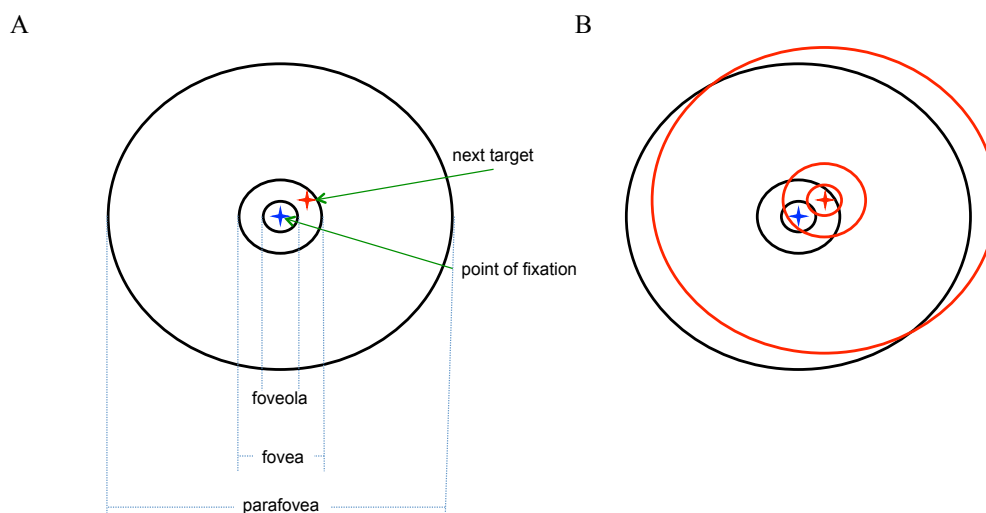 A
B
next target
point of fixation
foveola
fovea
parafovea